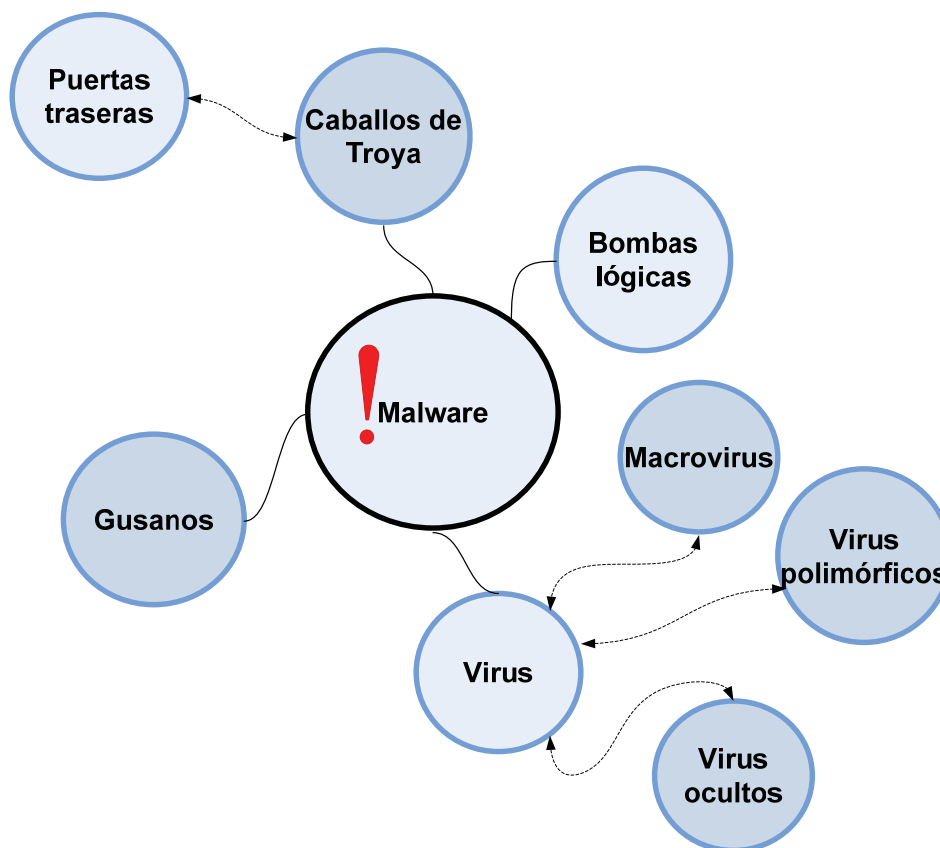 Puertas
traseras
Caballos de
Troya
Bombas
lógicas
Malware
Macrovirus
Gusanos
Virus
polimórficos
Virus
Virus
ocultos